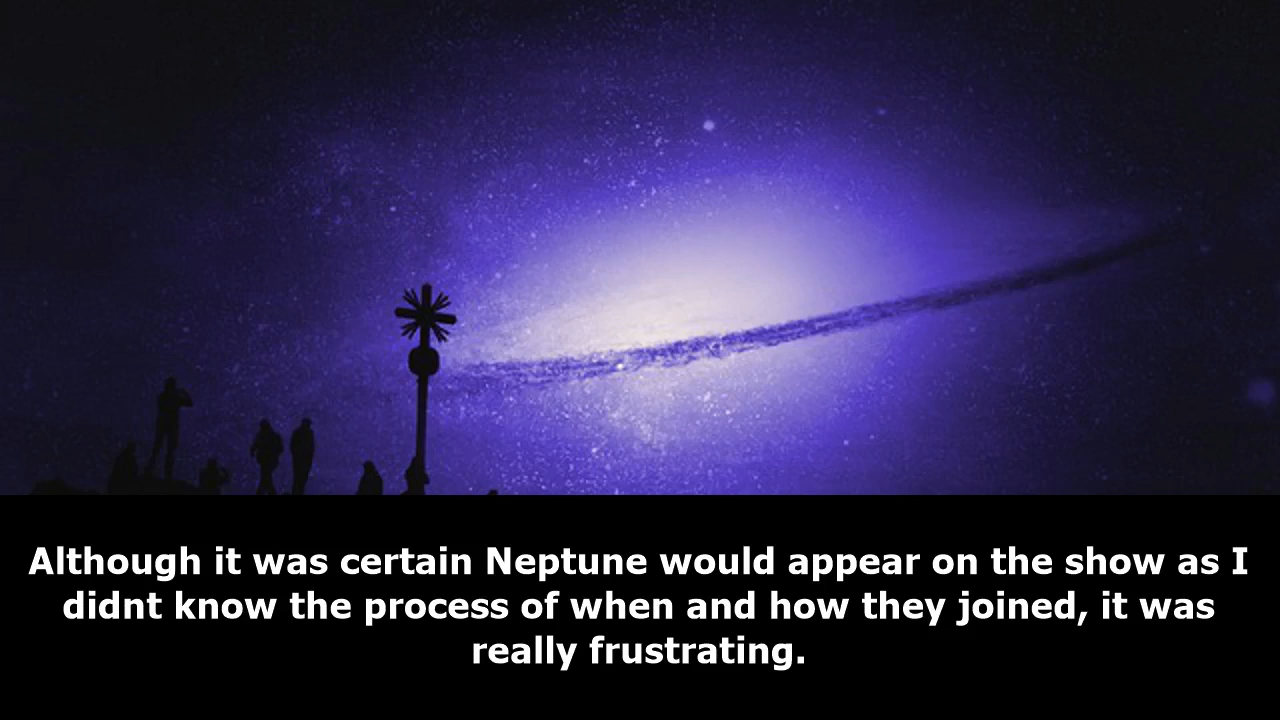 Although it was certain Neptune would appear on the show as I
didnt know the process of when and how they joined, it was
really frustrating.